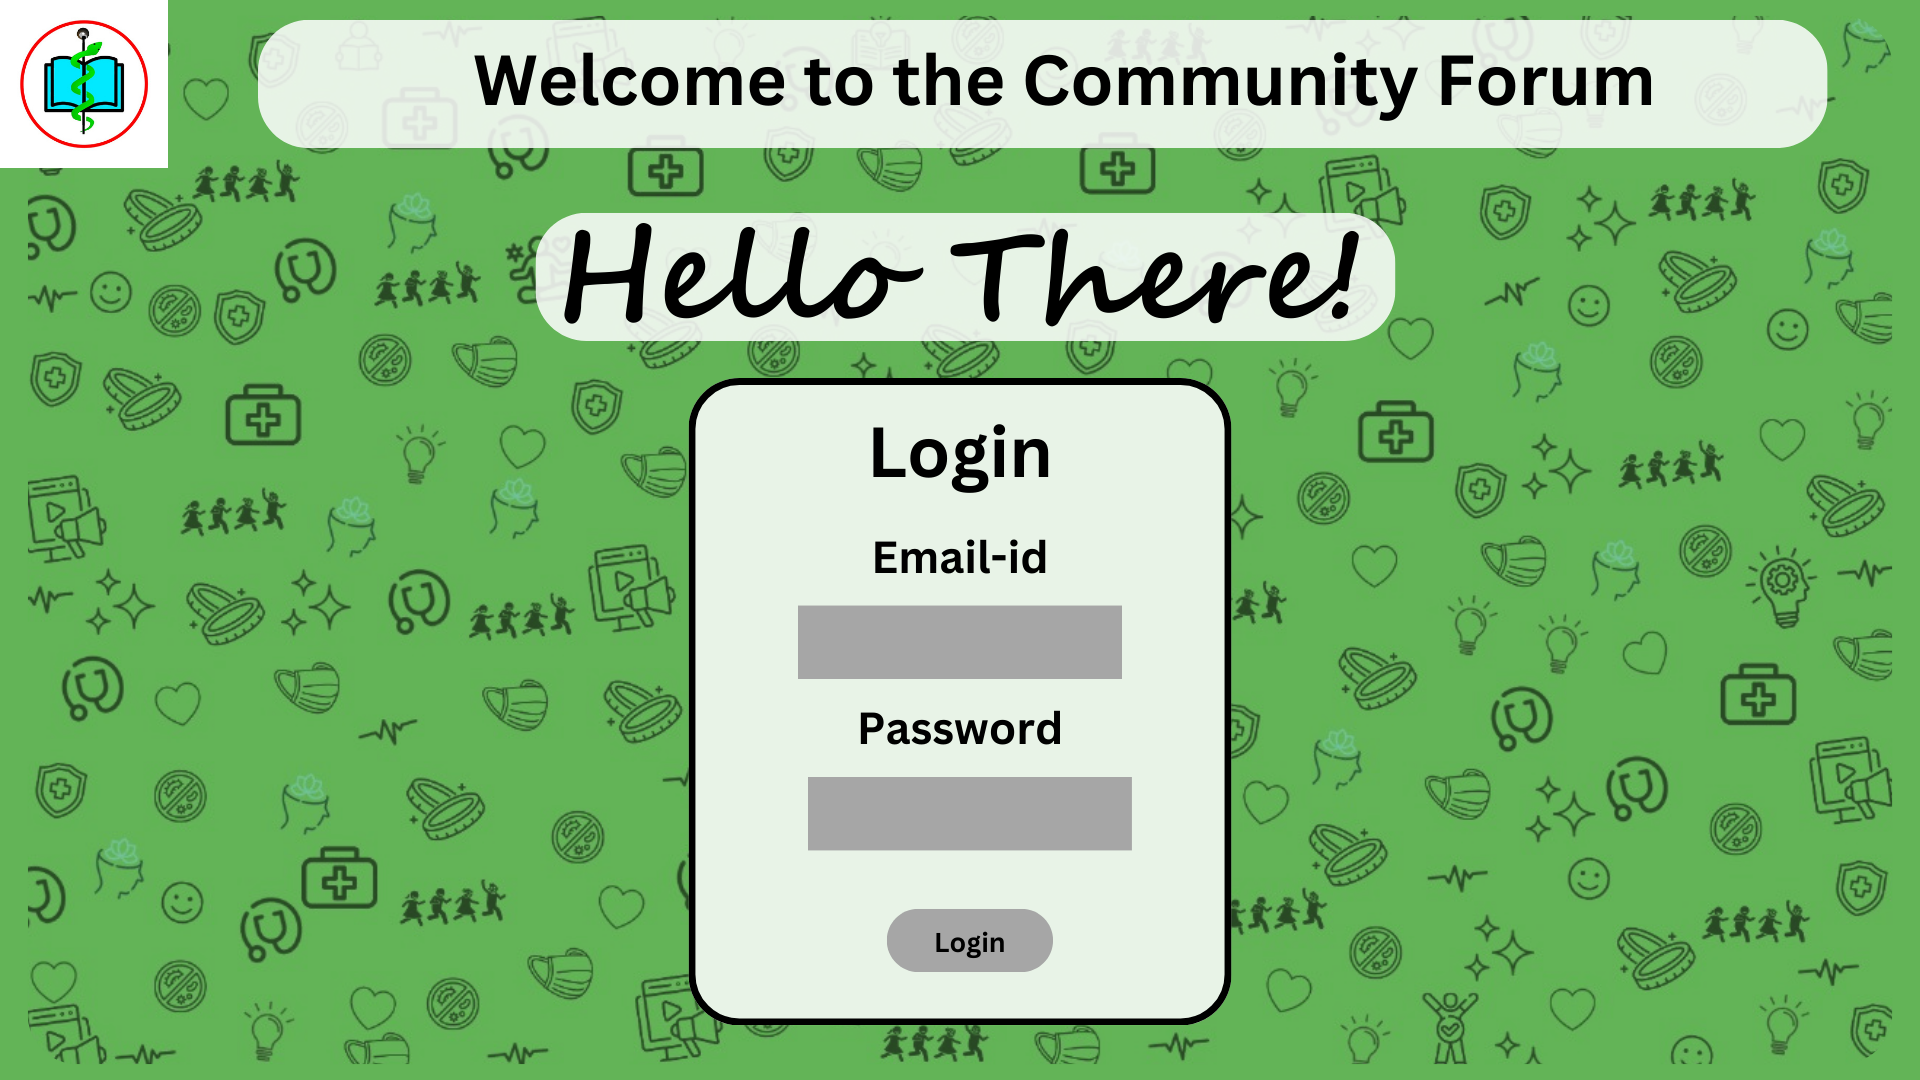 Welcome to the Community Forum
Hello There!
Login
Email-id
Password
Login